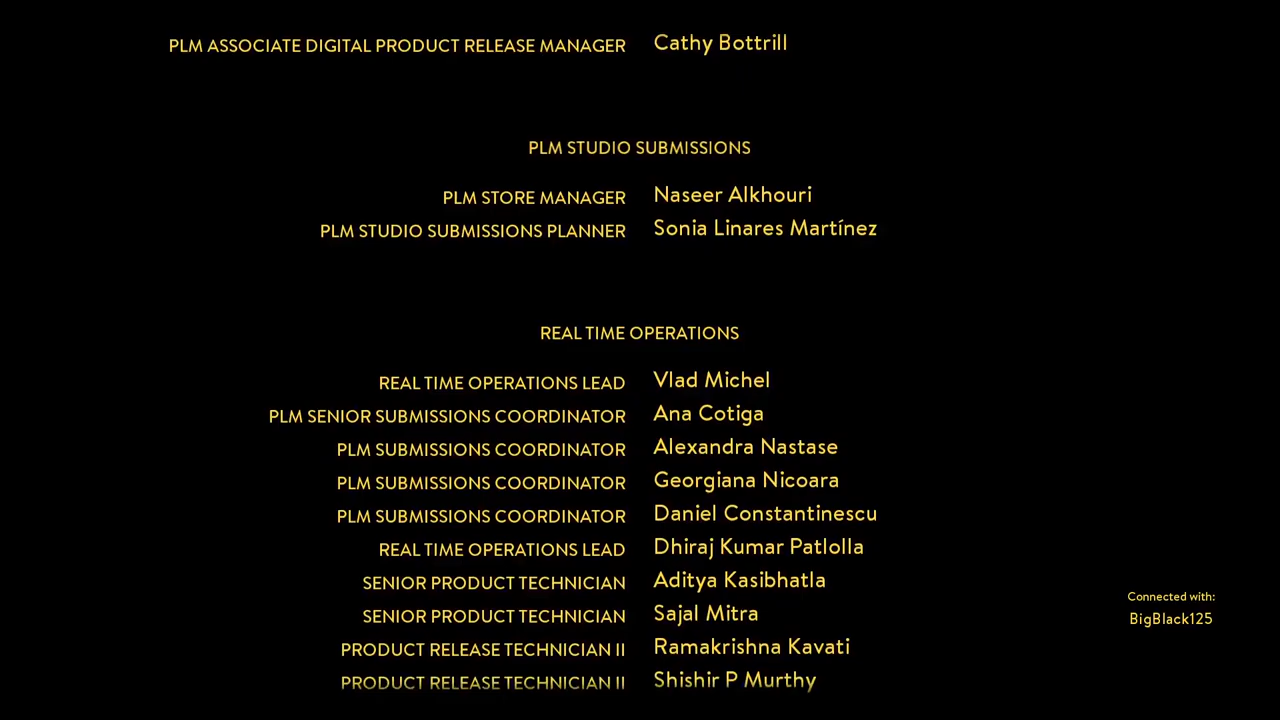 PLM ASSOCIATE DIGITAL PRODUCT RELEASE MANAGER Cathy Bottrill
PLM STUDIO SUBMISSIONS
PLM STORE MANAGER Naseer Alkhouri
PLM STUDIO SUBMISSIONS PLANNER Sonia Linares Martínez
REAL TIME OPERATIONS
REAL TIME OPERATIONS LEAD Vlad Michel
PLM SENIOR SUBMISSIONS COORDINATOR Ana Cotiga
PLM SUBMISSIONS COORDINATOR Alexandra Nastase
PLM SUBMISSIONS COORDINATOR Georgiana Nicoara
PLM SUBMISSIONS COORDINATOR Daniel Constantinescu
REAL TIME OPERATIONS LEAD Dhiraj Kumar Patlolla
SENIOR PRODUCT TECHNICIAN Aditya Kasibhatla
SENIOR PRODUCT TECHNICIAN Sajal Mitra
PRODUCT RELEASE TECHNICIAN II Ramakrishna Kavati
PRODUCT RELEASE TECHNICIAN II Shishir P Murthy
Connected with:
BigBlack125